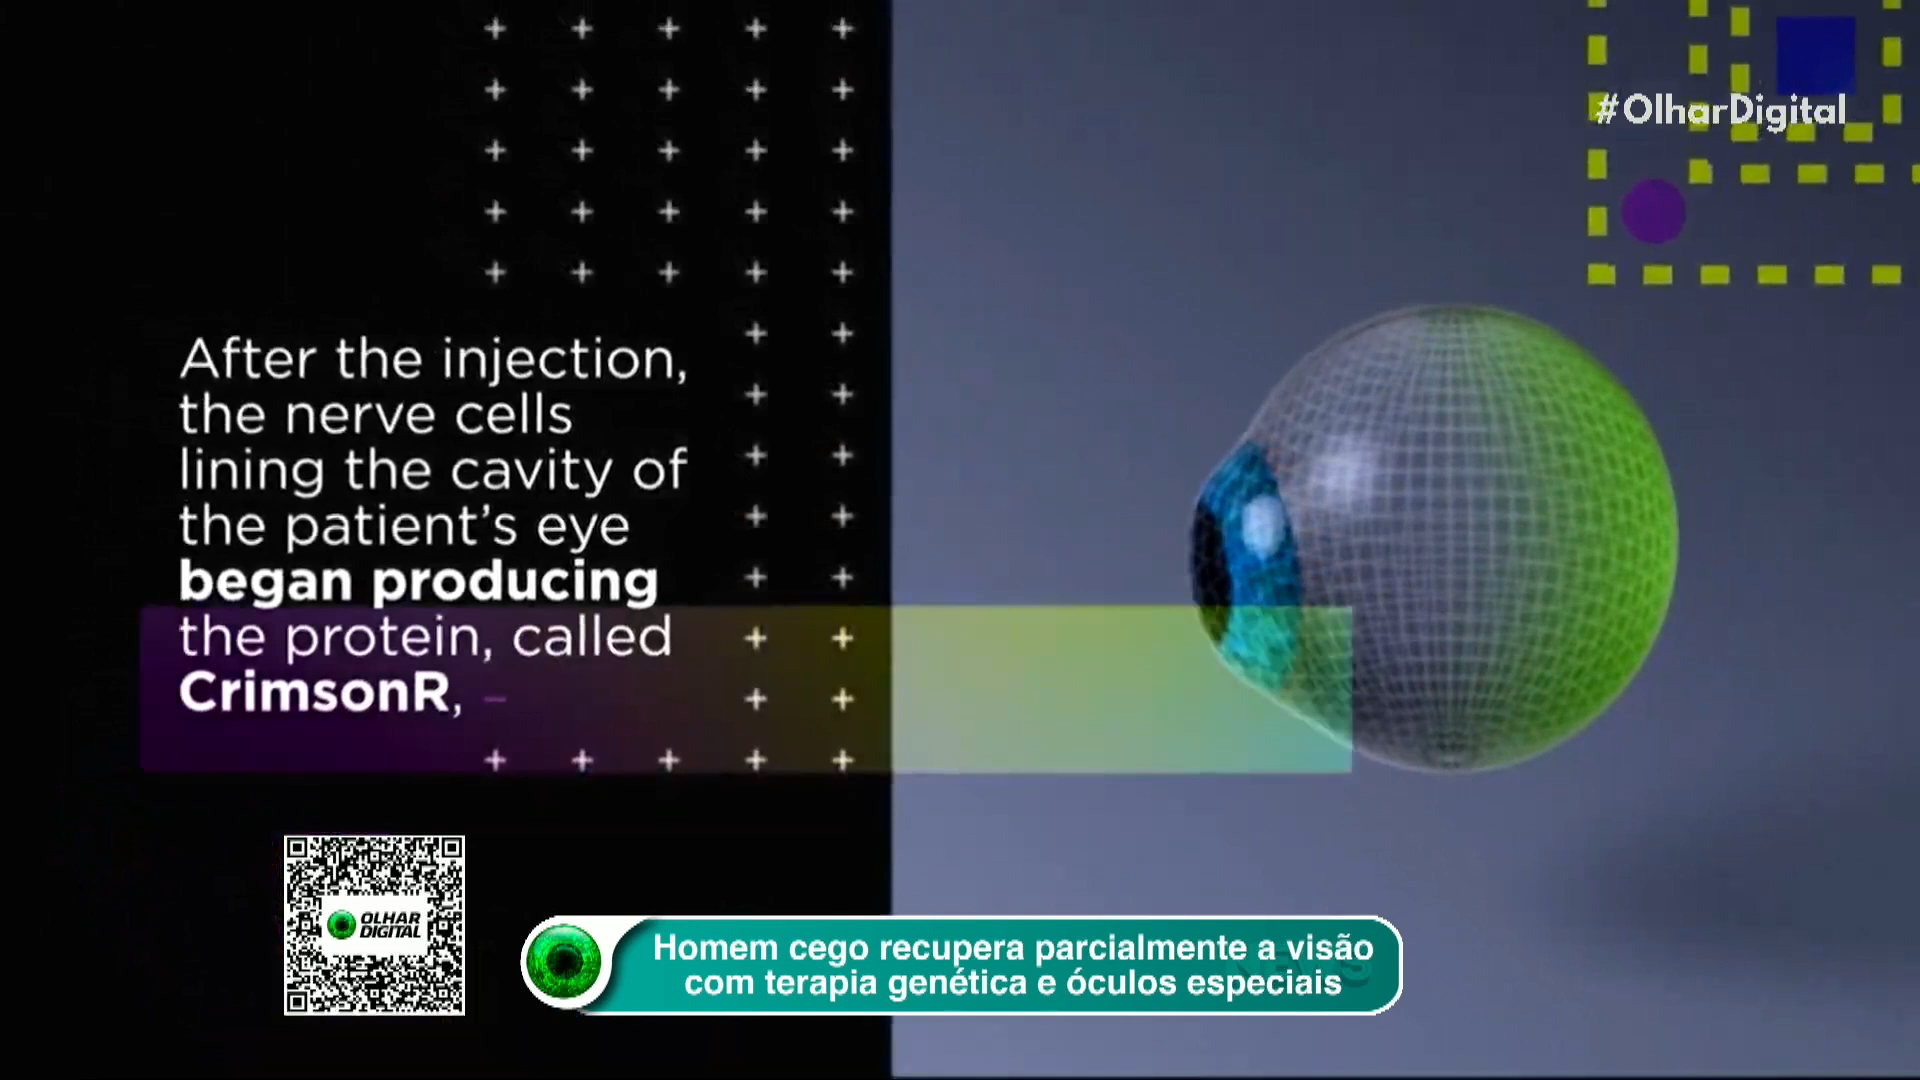 #OlharDigital
After the injection,
the nerve cells
lining the cavity of
the patient's eye
began producing
the protein, called
CrimsonR,
OLHAR
DIGITAL
Homem cego recupera parcialmente a visão
com terapia genética e óculos especiais